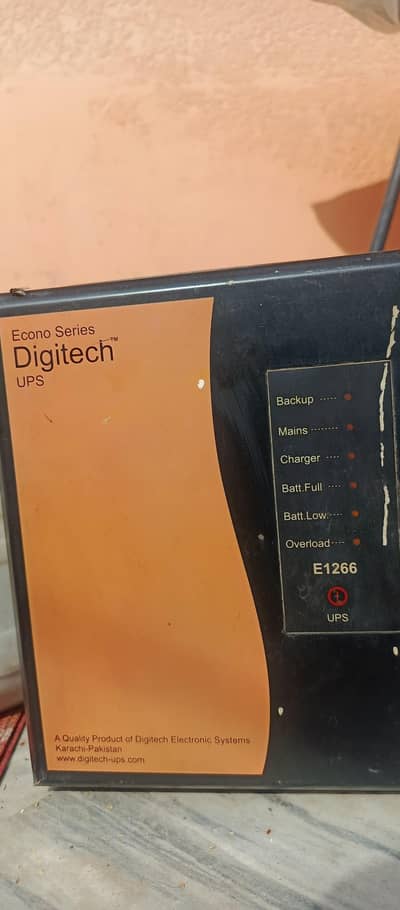 Econo Series
Digitech™
UPS
Backup .....
Mains ........
Charger ....
Batt.Full ....
Batt.Low....
Overload....
E1266
UPS
A Quality Product of Digitech Electronic Systems
Karachi-Pakistan
www.digitech-ups.com